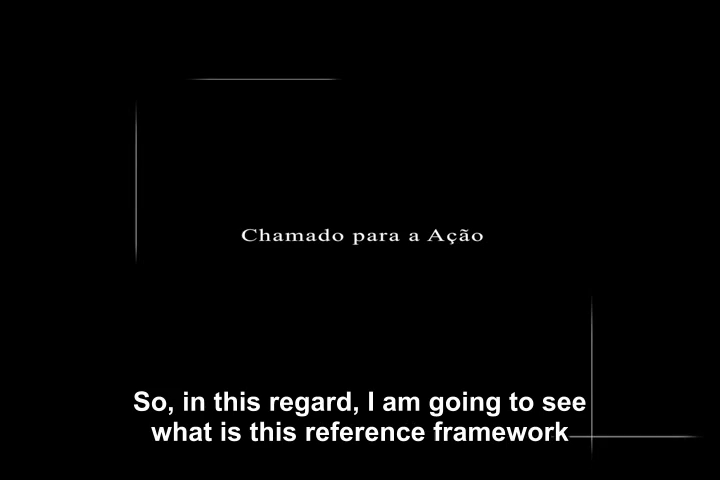 Chamado para a Ação
So, in this regard, I am going to see
what is this reference framework